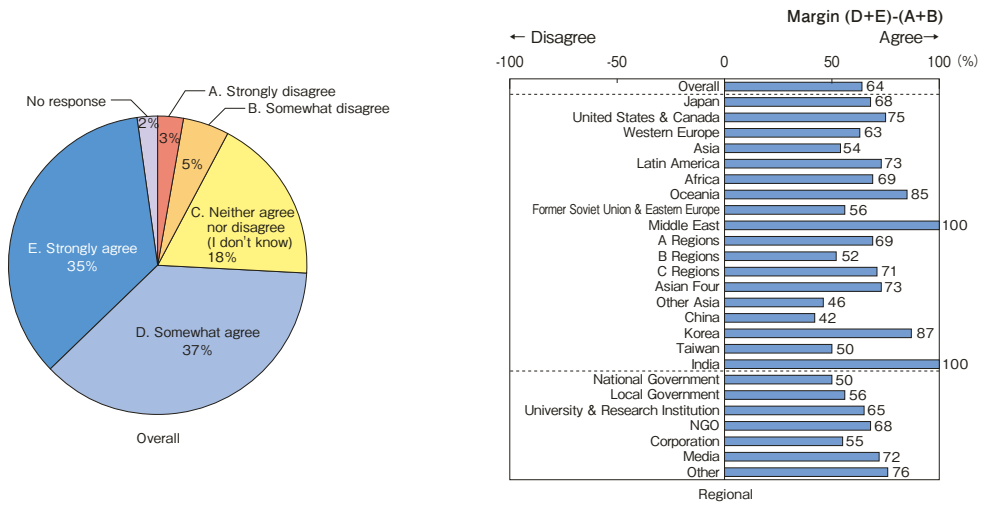 No response
A. Strongly disagree
B. Somewhat disagree
2%
3%
5%
C. Neither agree
nor disagree
(I don't know)
18%
E. Strongly agree
35%
D. Somewhat agree
37%
Overall
Margin (D+E)-(A+B)
← Disagree Agree→
-100 -50 0 50 100 (%)
Overall 64
Japan 68
United States & Canada 75
Western Europe 63
Asia 54
Latin America 73
Africa 69
Oceania 85
Former Soviet Union & Eastern Europe 56
Middle East 100
A Regions 69
B Regions 52
C Regions 71
Asian Four 73
Other Asia 46
China 42
Korea 87
Taiwan 50
India 100
National Government 50
Local Government 56
University & Research Institution 65
NGO 68
Corporation 55
Media 72
Other 76
Regional